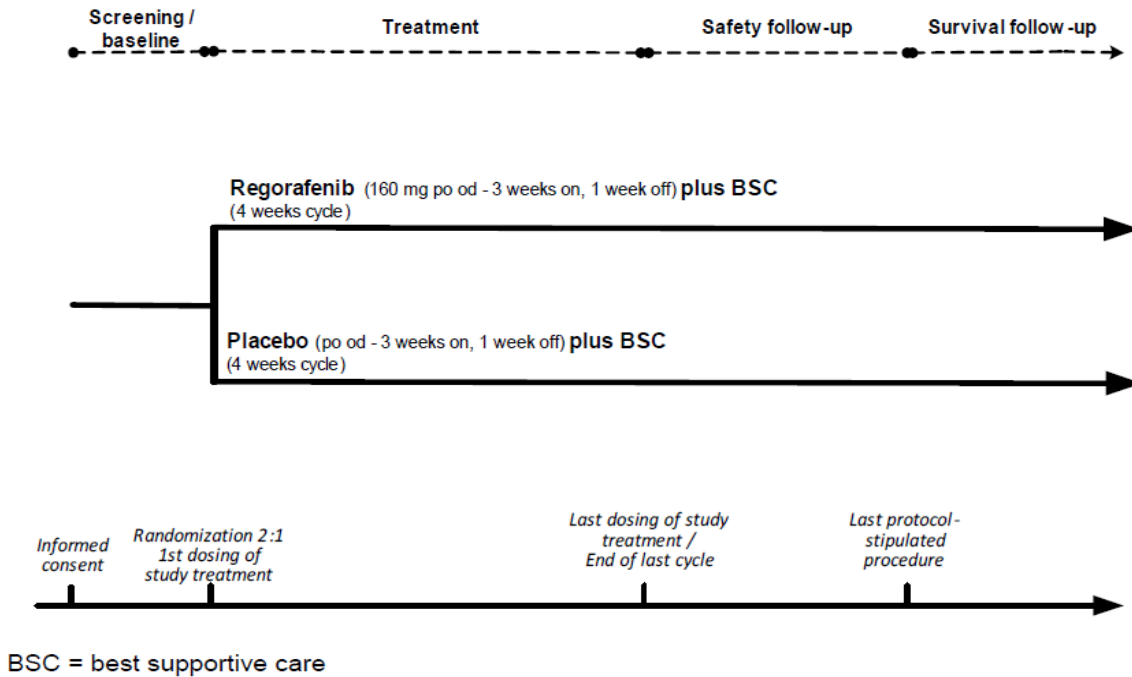 Screening /
baseline
Treatment
Safety follow-up
Survival follow-up
Regorafenib (160 mg po od - 3 weeks on, 1 week off) plus BSC
(4 weeks cycle)
Placebo (po od - 3 weeks on, 1 week off) plus BSC
(4 weeks cycle)
Informed
consent
Randomization 2:1
1st dosing of
study treatment
Last dosing of study
treatment /
End of last cycle
Last protocol-
stipulated
procedure
BSC = best supportive care